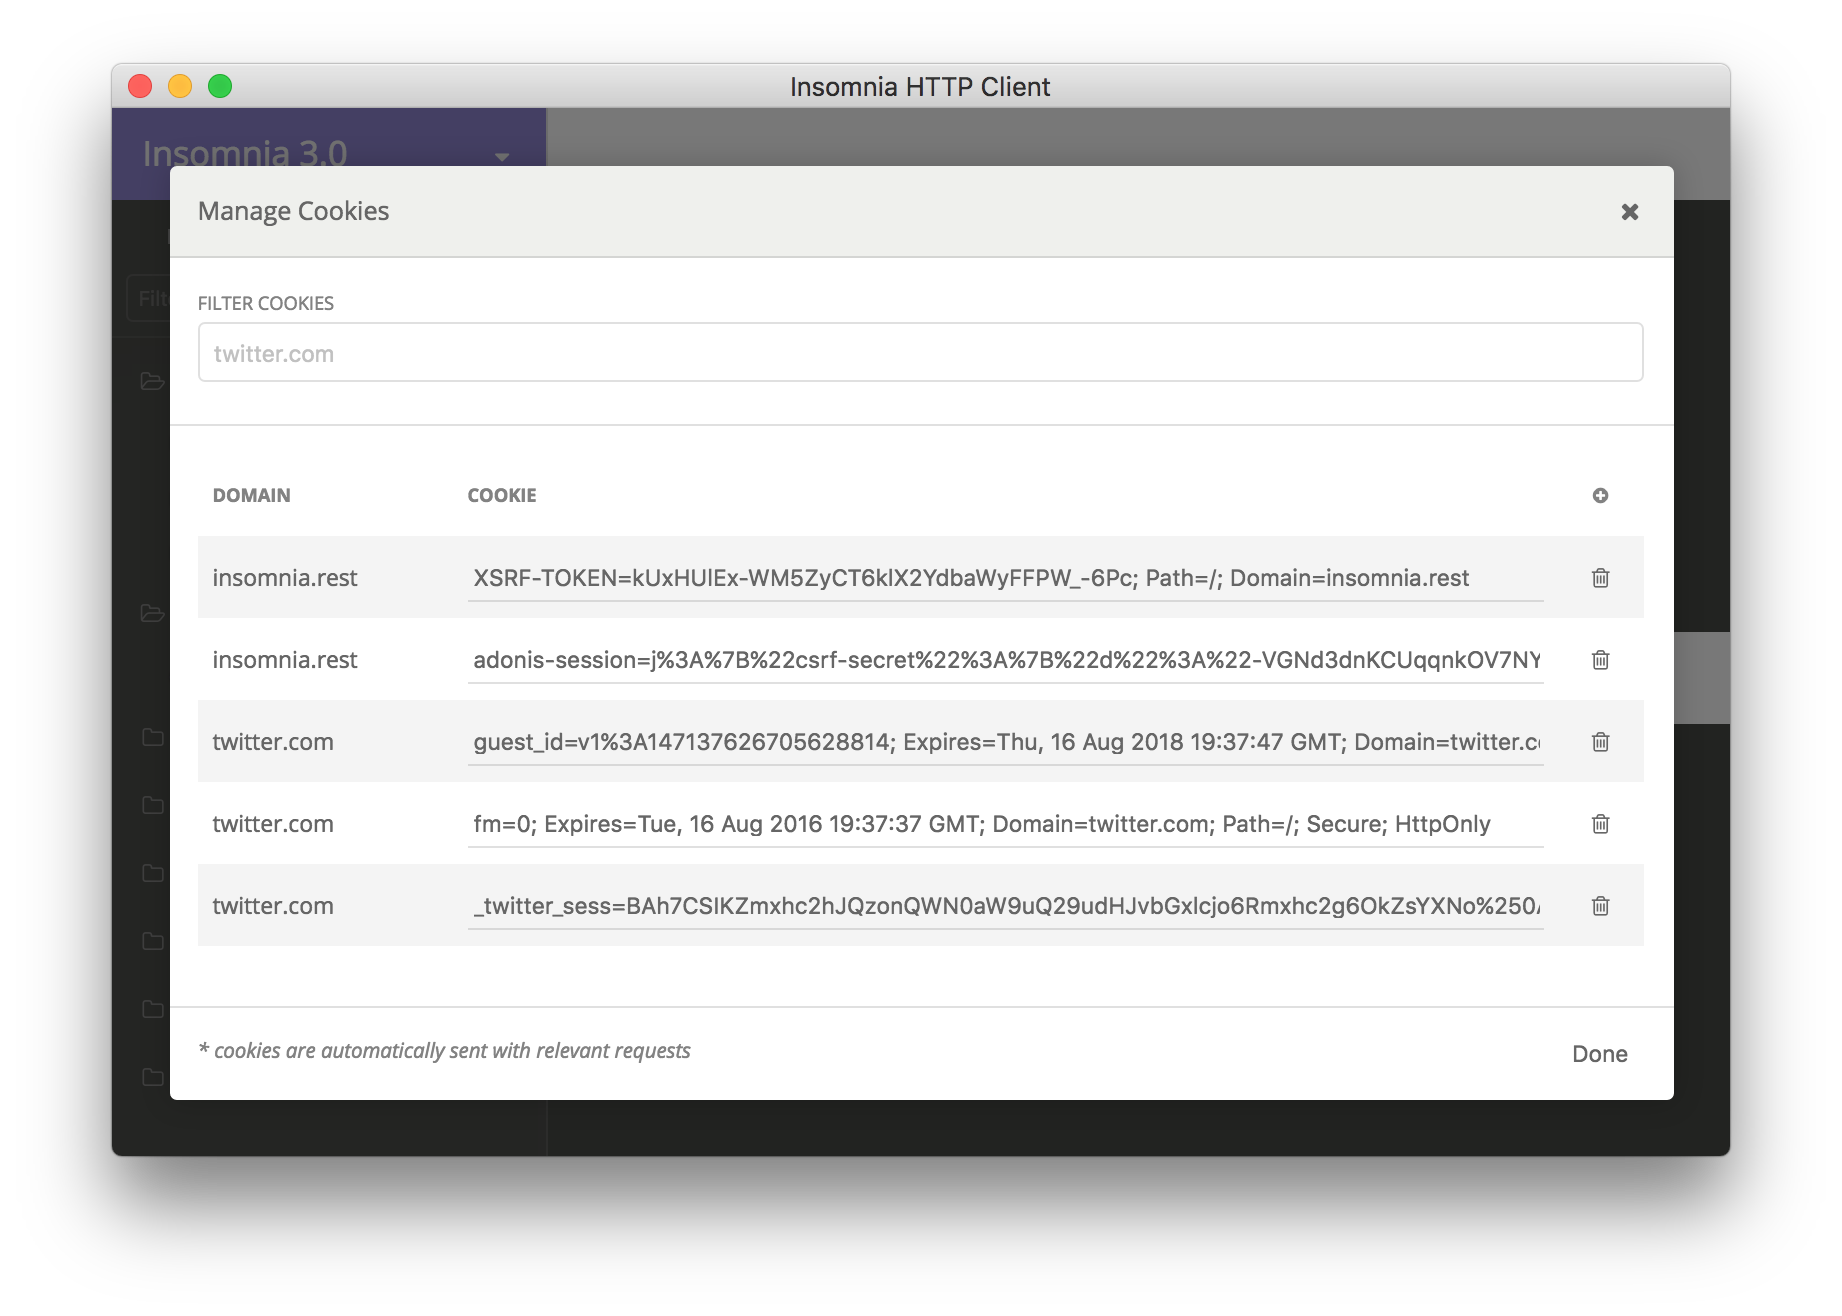 Insomnia HTTP Client
Insomnia 3.0
Manage Cookies
FILTER COOKIES
twitter.com
DOMAIN COOKIE
insomnia.rest XSRF-TOKEN=kUxHUlEx-WM5ZyCT6klX2YdbaWyFFPW_-6Pc; Path=/; Domain=insomnia.rest
insomnia.rest adonis-session=j%3A%7B%22csrf-secret%22%3A%7B%22d%22%3A%22-VGNd3dnKCUqqnkOV7NY
twitter.com guest_id=v1%3A147137626705628814; Expires=Thu, 16 Aug 2018 19:37:47 GMT; Domain=twitter.c
twitter.com fm=0; Expires=Tue, 16 Aug 2016 19:37:37 GMT; Domain=twitter.com; Path=/; Secure; HttpOnly
twitter.com _twitter_sess=BAh7CSIKZmxhc2hJQzonQWN0aW9uQ29udHJvbGxlcjo6Rmxhc2g6OkZsYXNo%250
* cookies are automatically sent with relevant requests
Done